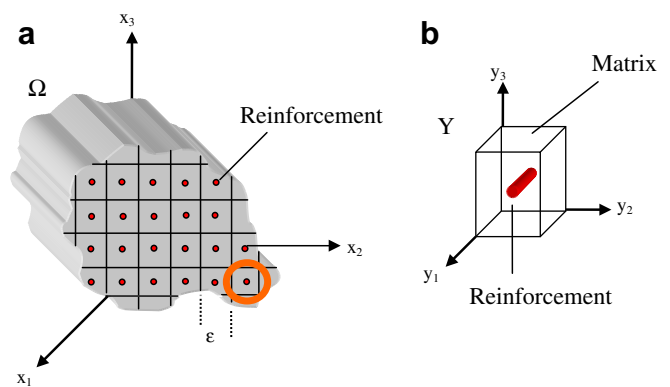 a
x3
Ω
Reinforcement
x2
ε
x1
b
Matrix
y3
Y
y2
y1
Reinforcement